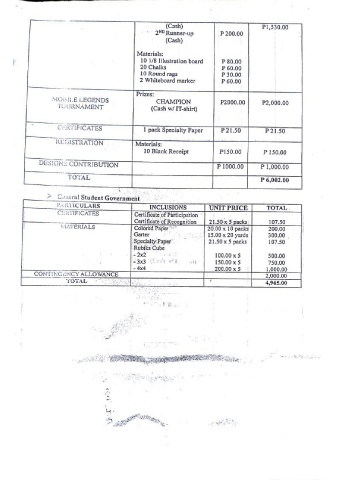 (Cash) P1,530.00
2ND Runner-up P 200.00
(Cash)
Materials:
10 1/8 Illustration board P 80.00
20 Chalks P 60.00
10 Round rags P 30.00
2 Whiteboard marker P 60.00
Prizes:
MOBILE LEGENDS TOURNAMENT CHAMPION P2000.00 P2,000.00
(Cash w/ IT-shirt)
CERTIFICATES 1 pack Specialty Paper P 21.50 P 21.50
REGISTRATION Materials:
10 Blank Receipt P150.00 P 150.00
DESIGN: CONTRIBUTION P 1000.00 P 1,000.00
TOTAL P 6,002.00
> General Student Government
PARTICULARS INCLUSIONS UNIT PRICE TOTAL
CERTIFICATES Certificate of Participation
Certificate of Recognition 21.50 x 5 packs 107.50
MATERIALS Colored Paper 20.00 x 10 packs 200.00
Garter 15.00 x 20 yards 300.00
Specialty Paper 21.50 x 5 packs 107.50
Rubiks Cube
- 2x2 100.00 x 5 500.00
- 3x3 150.00 x 5 750.00
- 4x4 200.00 x 5 1,000.00
CONTINGENCY ALLOWANCE 2,000.00
TOTAL 4,965.00